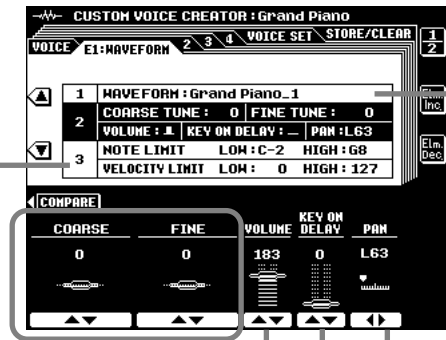 CUSTOM VOICE CREATOR : Grand Piano
VOICE E1:WAVEFORM 2 3 4 VOICE SET STORE/CLEAR 1 2
1 WAVEFORM : Grand Piano_1
Elm. Inc.
2 COARSE TUNE : 0 FINE TUNE : 0
VOLUME : KEY ON DELAY : PAN :L63
3 NOTE LIMIT LOW : C-2 HIGH : G8
Elm. Dec.
VELOCITY LIMIT LOW : 0 HIGH : 127
COMPARE
COARSE FINE VOLUME KEY ON DELAY PAN
0 0 183 0 L63